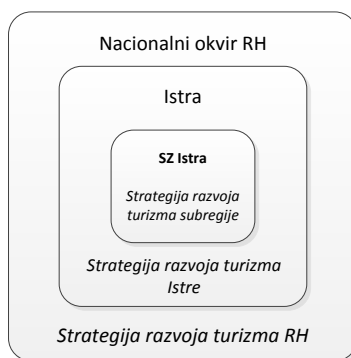 Nacionalni okvir RH
Istra
SZ Istra
Strategija razvoja
turizma subregije
Strategija razvoja turizma
Istre
Strategija razvoja turizma RH